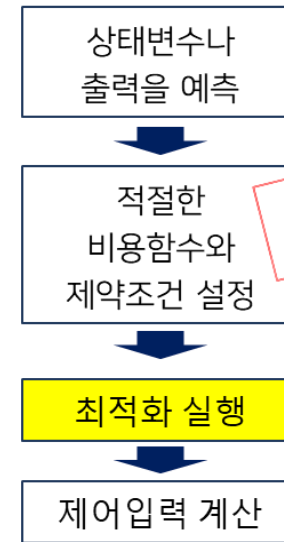 상태변수나
출력을 예측
적절한
비용함수와
제약조건 설정
최적화 실행
제어입력 계산